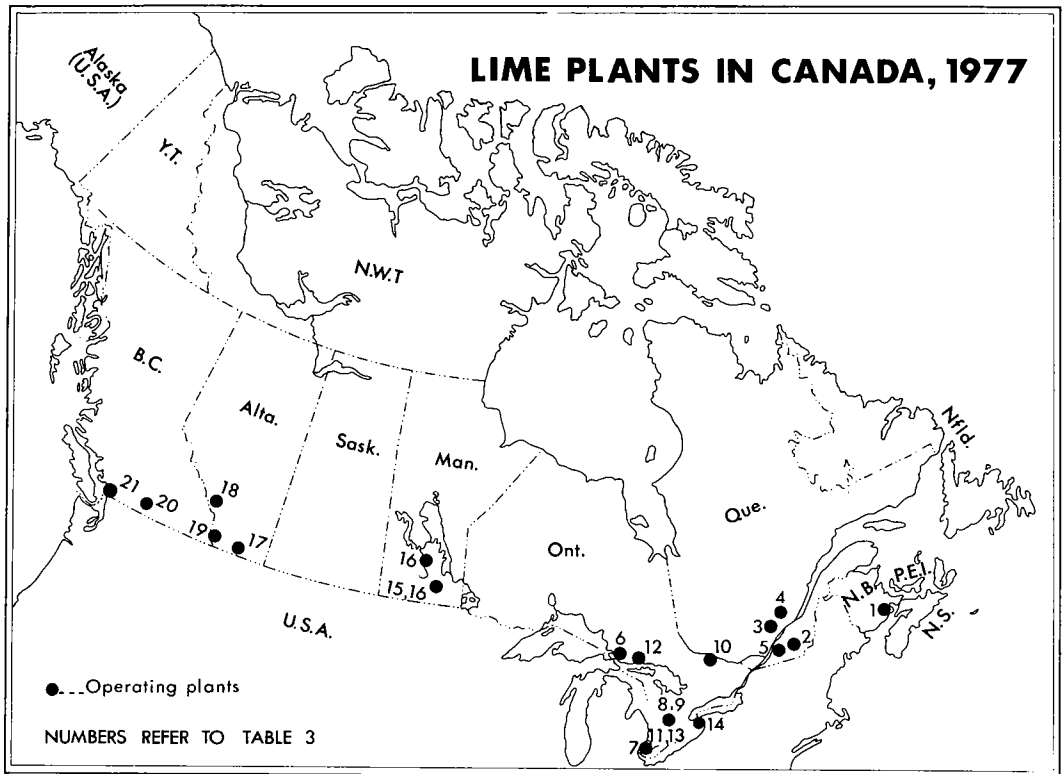 LIME PLANTS IN CANADA, 1977
Alaska
(U.S.A.)
Y.T.
N.W.T
B.C.
Alta.
Sask.
Man.
Ont.
Que.
Nfld.
P.E.I.
N.B.
N.S.
U.S.A.
21
20
18
19
17
16
15,16
6
12
10
4
3
5
2
1
8,9
11,13
14
7
Operating plants
NUMBERS REFER TO TABLE 3